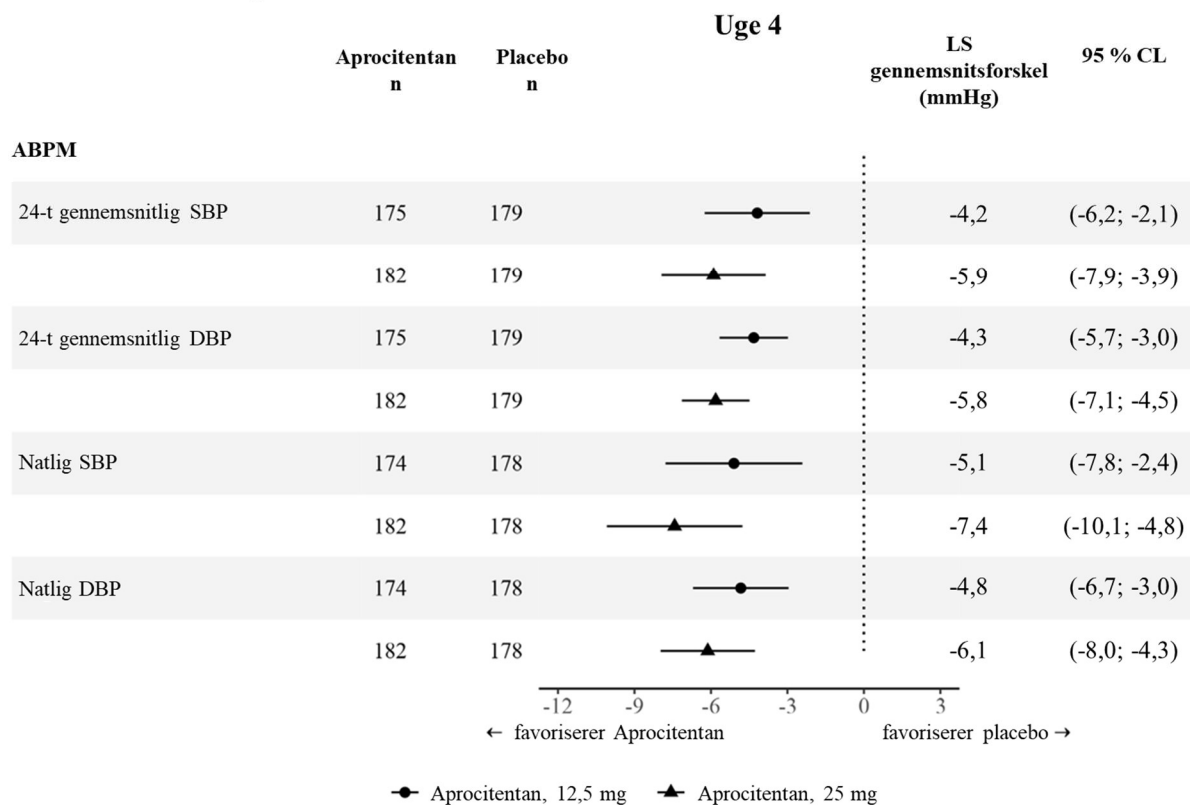 Uge 4
Aprocitentan
n
Placebo
n
LS
gennemsnitsforskel
(mmHg)
95 % CL
ABPM
24-t gennemsnitlig SBP 175 179 -4,2 (-6,2; -2,1)
182 179 -5,9 (-7,9; -3,9)
24-t gennemsnitlig DBP 175 179 -4,3 (-5,7; -3,0)
182 179 -5,8 (-7,1; -4,5)
Natlig SBP 174 178 -5,1 (-7,8; -2,4)
182 178 -7,4 (-10,1; -4,8)
Natlig DBP 174 178 -4,8 (-6,7; -3,0)
182 178 -6,1 (-8,0; -4,3)
-12 -9 -6 -3 0 3
← favoriserer Aprocitentan favoriserer placebo →
Aprocitentan, 12,5 mg Aprocitentan, 25 mg